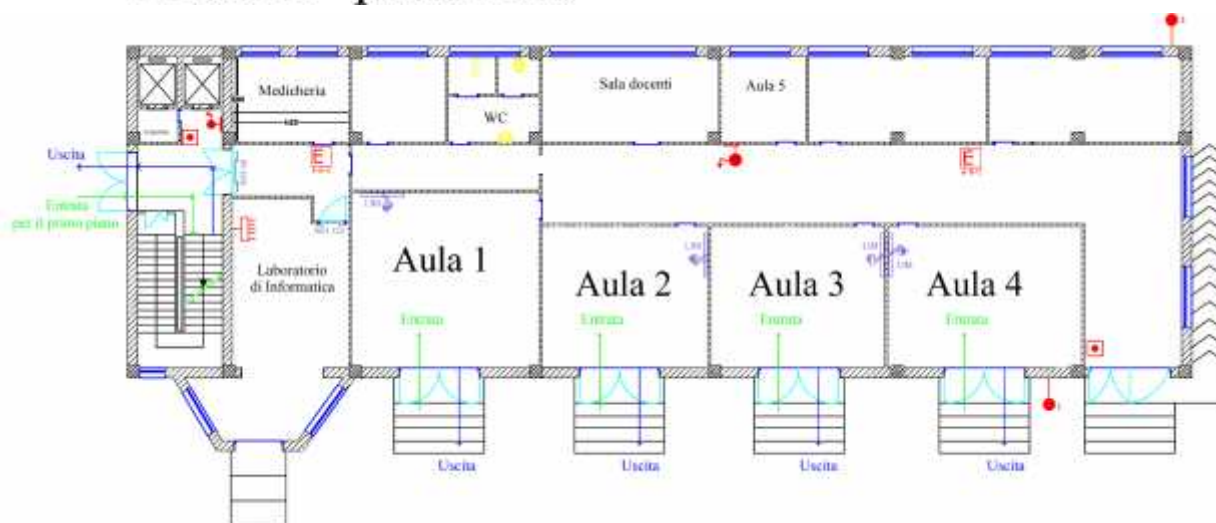 Medicheria
Sala docenti
Aula 5
WC
Uscita
Entrata
per il primo piano
Laboratorio
di Informatica
Aula 1
Aula 2
Aula 3
Aula 4
Entrata
Entrata
Entrata
Entrata
Uscita
Uscita
Uscita
Uscita